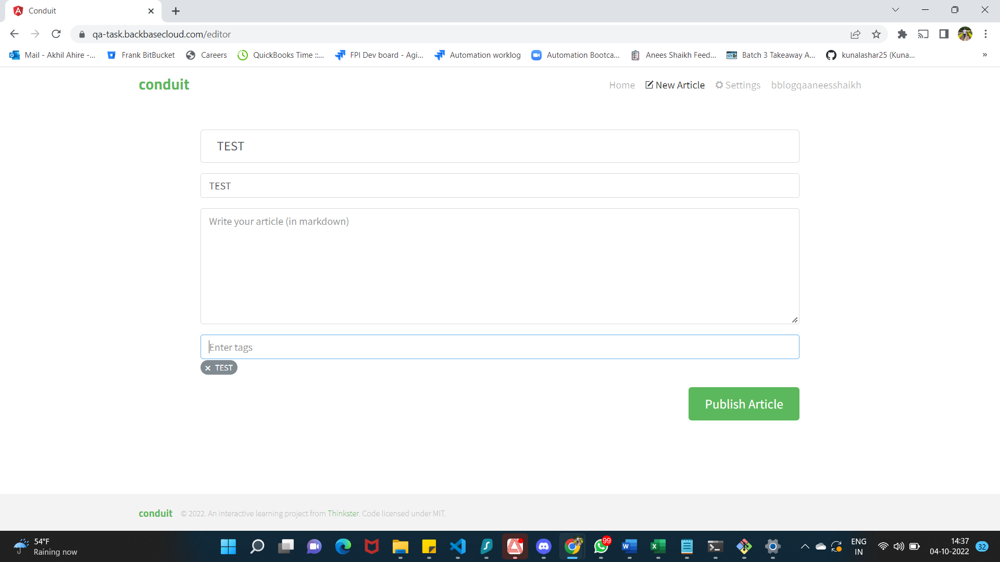 Conduit
qa-task.backbasecloud.com/editor
Mail - Akhil Ahire -...
Frank BitBucket
Careers
QuickBooks Time ::...
FPI Dev board - Agi...
Automation worklog
Automation Bootca...
Anees Shaikh Feed...
Batch 3 Takeaway A...
kunalashar25 (Kuna...
»
conduit
Home
New Article
Settings
bblogqaaneesshaikh
TEST
TEST
Write your article (in markdown)
Enter tags
× TEST
Publish Article
conduit © 2022. An interactive learning project from Thinkster. Code licensed under MIT.
54°F
Raining now
99
ENG
IN
14:37
04-10-2022
32